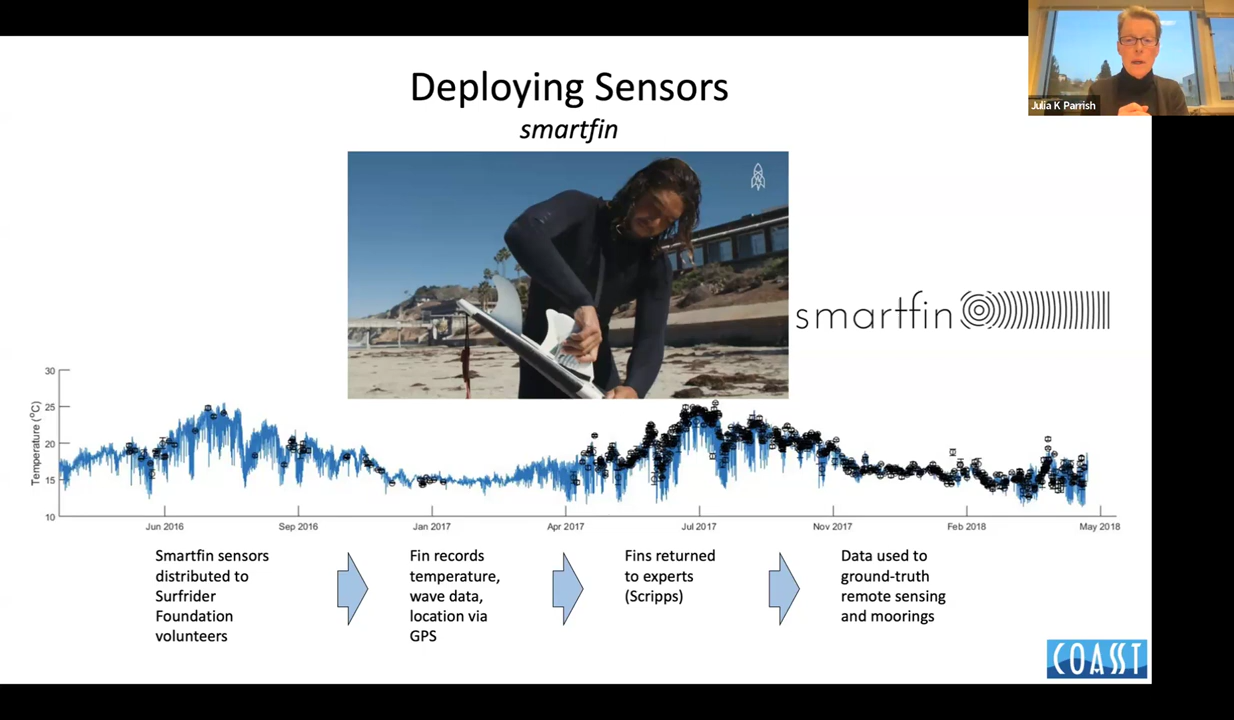 Deploying Sensors
smartfin
Julia K Parrish
smartfin
Temperature (°C)
30
25
20
15
10
Jun 2016
Sep 2016
Jan 2017
Apr 2017
Jul 2017
Nov 2017
Feb 2018
May 2018
Smartfin sensors
distributed to
Surfrider
Foundation
volunteers
Fin records
temperature,
wave data,
location via
GPS
Fins returned
to experts
(Scripps)
Data used to
ground-truth
remote sensing
and moorings
COASST